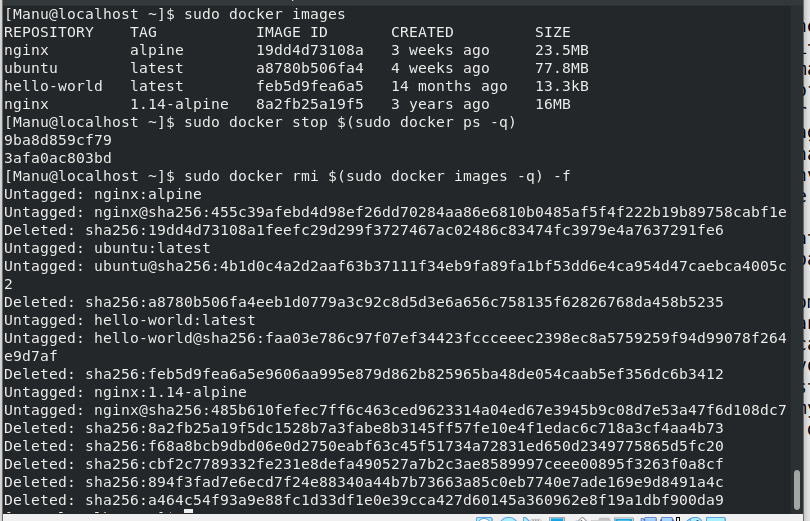 [Manu@localhost ~]$ sudo docker images
REPOSITORY    TAG           IMAGE ID       CREATED         SIZE
nginx         alpine        19dd4d73108a   3 weeks ago     23.5MB
ubuntu        latest        a8780b506fa4   4 weeks ago     77.8MB
hello-world   latest        feb5d9fea6a5   14 months ago   13.3kB
nginx         1.14-alpine   8a2fb25a19f5   3 years ago     16MB
[Manu@localhost ~]$ sudo docker stop $(sudo docker ps -q)
9ba8d859cf79
3afa0ac803bd
[Manu@localhost ~]$ sudo docker rmi $(sudo docker images -q) -f
Untagged: nginx:alpine
Untagged: nginx@sha256:455c39afebd4d98ef26dd70284aa86e6810b0485af5f4f222b19b89758cabf1e
Deleted: sha256:19dd4d73108a1feefc29d299f3727467ac02486c83474fc3979e4a7637291fe6
Untagged: ubuntu:latest
Untagged: ubuntu@sha256:4b1d0c4a2d2aaf63b37111f34eb9fa89fa1bf53dd6e4ca954d47caebca4005c
2
Deleted: sha256:a8780b506fa4eeb1d0779a3c92c8d5d3e6a656c758135f62826768da458b5235
Untagged: hello-world:latest
Untagged: hello-world@sha256:faa03e786c97f07ef34423fccceeec2398ec8a5759259f94d99078f264
e9d7af
Deleted: sha256:feb5d9fea6a5e9606aa995e879d862b825965ba48de054caab5ef356dc6b3412
Untagged: nginx:1.14-alpine
Untagged: nginx@sha256:485b610fefec7ff6c463ced9623314a04ed67e3945b9c08d7e53a47f6d108dc7
Deleted: sha256:8a2fb25a19f5dc1528b7a3fabe8b3145ff57fe10e4f1edac6c718a3cf4aa4b73
Deleted: sha256:f68a8bcb9dbd06e0d2750eabf63c45f51734a72831ed650d2349775865d5fc20
Deleted: sha256:cbf2c7789332fe231e8defa490527a7b2c3ae8589997ceee00895f3263f0a8cf
Deleted: sha256:894f3fad7e6ecd7f24e88340a44b7b73663a85c0eb7740e7ade169e9d8491a4c
Deleted: sha256:a464c54f93a9e88fc1d33df1e0e39cca427d60145a360962e8f19a1dbf900da9